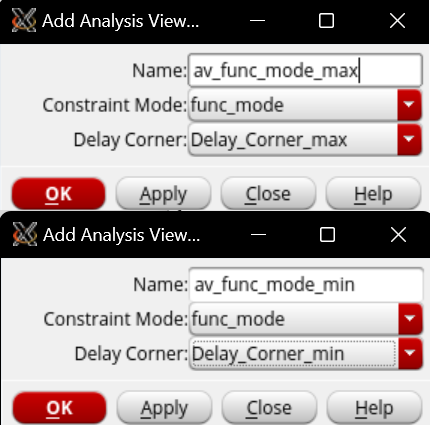 Add Analysis View...
Name: av_func_mode_max
Constraint Mode: func_mode
Delay Corner: Delay_Corner_max
OK Apply Close Help
Add Analysis View...
Name: av_func_mode_min
Constraint Mode: func_mode
Delay Corner: Delay_Corner_min
OK Apply Close Help